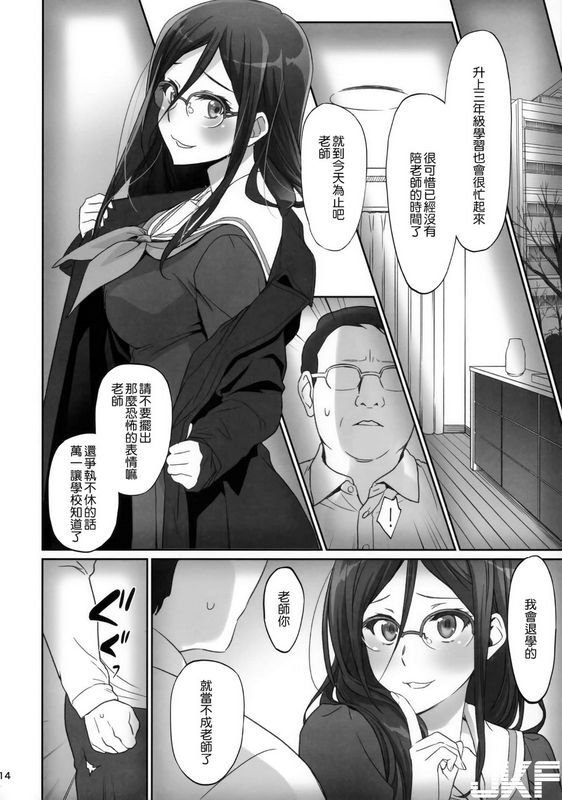 升上三年級學習也會很忙起來
很可惜已經沒有
陪老師的時間了
就到今天為止吧
老師
…!
請不要擺出
那麼恐怖的表情嘛
老師
還爭執不休的話
萬一讓學校知道了
我會退學的
老師你
就當不成老師了
ぐぐ
14
JKF